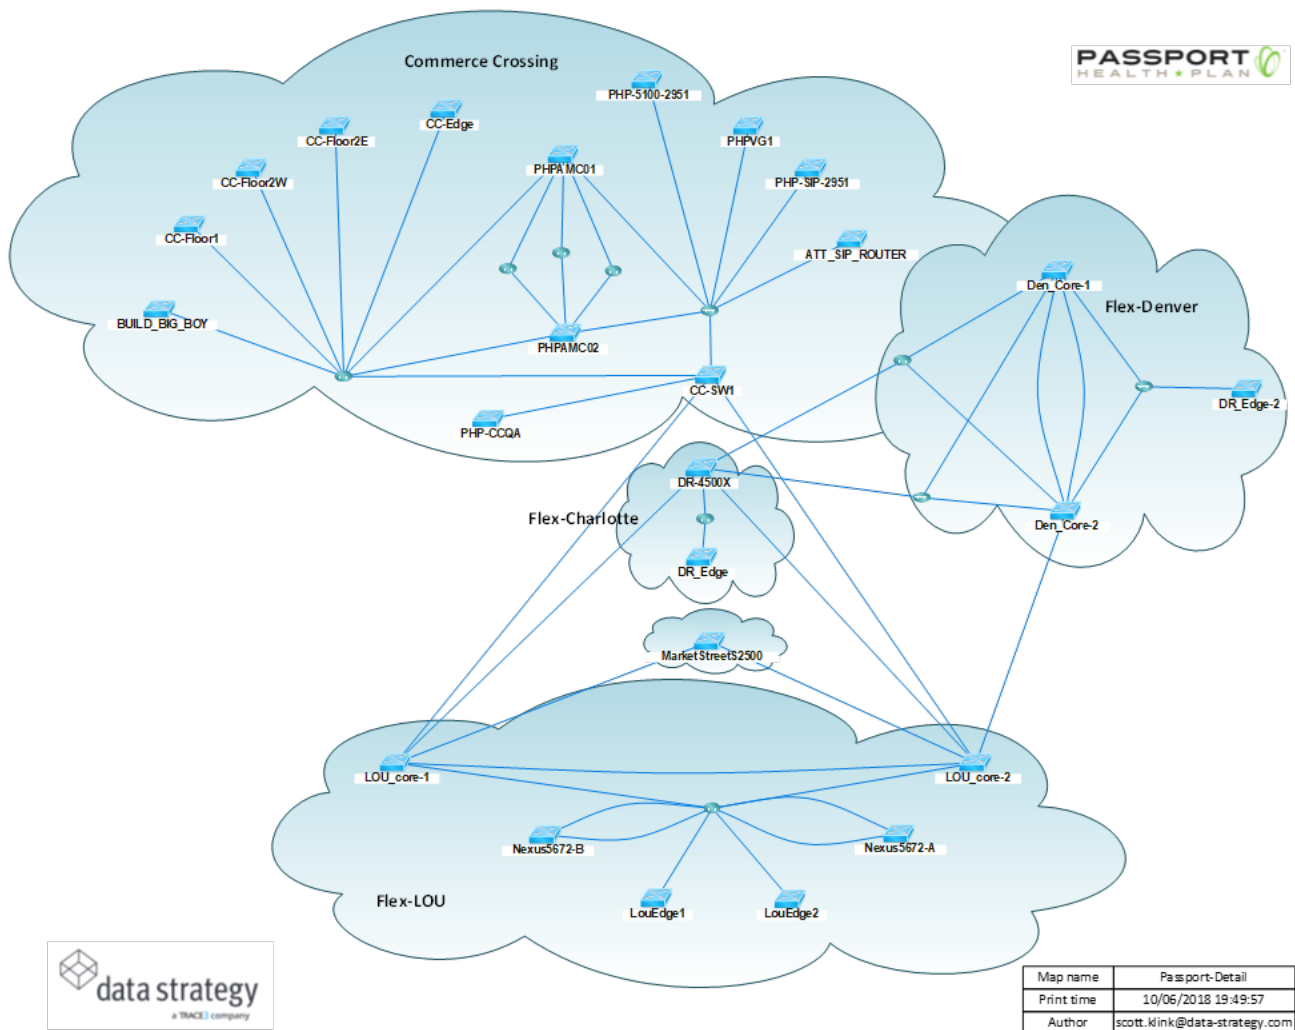 Commerce Crossing
PASSPORT
HEALTH★PLAN
PHP-5100-2951
CC-Edge
CC-Floor2E
PHPVG1
PHPAMC01
CC-Floor2W
PHP-SIP-2951
CC-Floor1
ATT_SIP_ROUTER
Den_Core-1
Flex-Denver
BUILD_BIG_BOY
PHPAMC02
CC-SW1
DR_Edge-2
PHP-CCQA
DR-4500X
Flex-Charlotte
Den_Core-2
DR_Edge
MarketStreetS2500
LOU_core-1
LOU_core-2
Nexus5672-B
Nexus5672-A
Flex-LOU
LouEdge1
LouEdge2
data strategy
a TRACE3 company
Map name Passport-Detail
Print time 10/06/2018 19:49:57
Author scott.klink@data-strategy.com